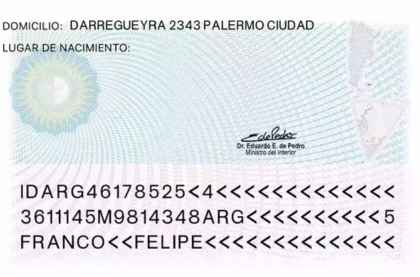 DOMICILIO: DARREGUEYRA 2343 PALERMO CIUDAD
LUGAR DE NACIMIENTO:
Dr. Eduardo E. de Pedro
Ministro del Interior
IDARG46178525<4<<<<<<<<<<<<<<<
3611145M9814348ARG<<<<<<<<<<<5
FRANCO<<FELIPE<<<<<<<<<<<<<<<<